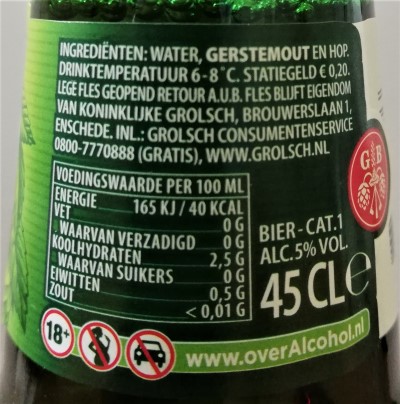 INGREDIËNTEN: WATER, GERSTEMOUT EN HOP.
DRINKTEMPERATUUR 6-8˚C. STATIEGELD € 0,20.
LEGE FLES GEOPEND RETOUR A.U.B. FLES BLIJFT EIGENDOM
VAN KONINKLIJKE GROLSCH, BROUWERSLAAN 1,
ENSCHEDE. INL.: GROLSCH CONSUMENTENSERVICE
0800-7770888 (GRATIS), WWW.GROLSCH.NL
VOEDINGSWAARDE PER 100 ML
ENERGIE 165 KJ / 40 KCAL
VET 0 G
WAARVAN VERZADIGD 0 G
KOOLHYDRATEN 2,5 G
WAARVAN SUIKERS 0 G
EIWITTEN 0,5 G
ZOUT < 0,01 G
G B
BIER - CAT.1
ALC.5% VOL.
45 CL e
18+
www.overAlcohol.nl